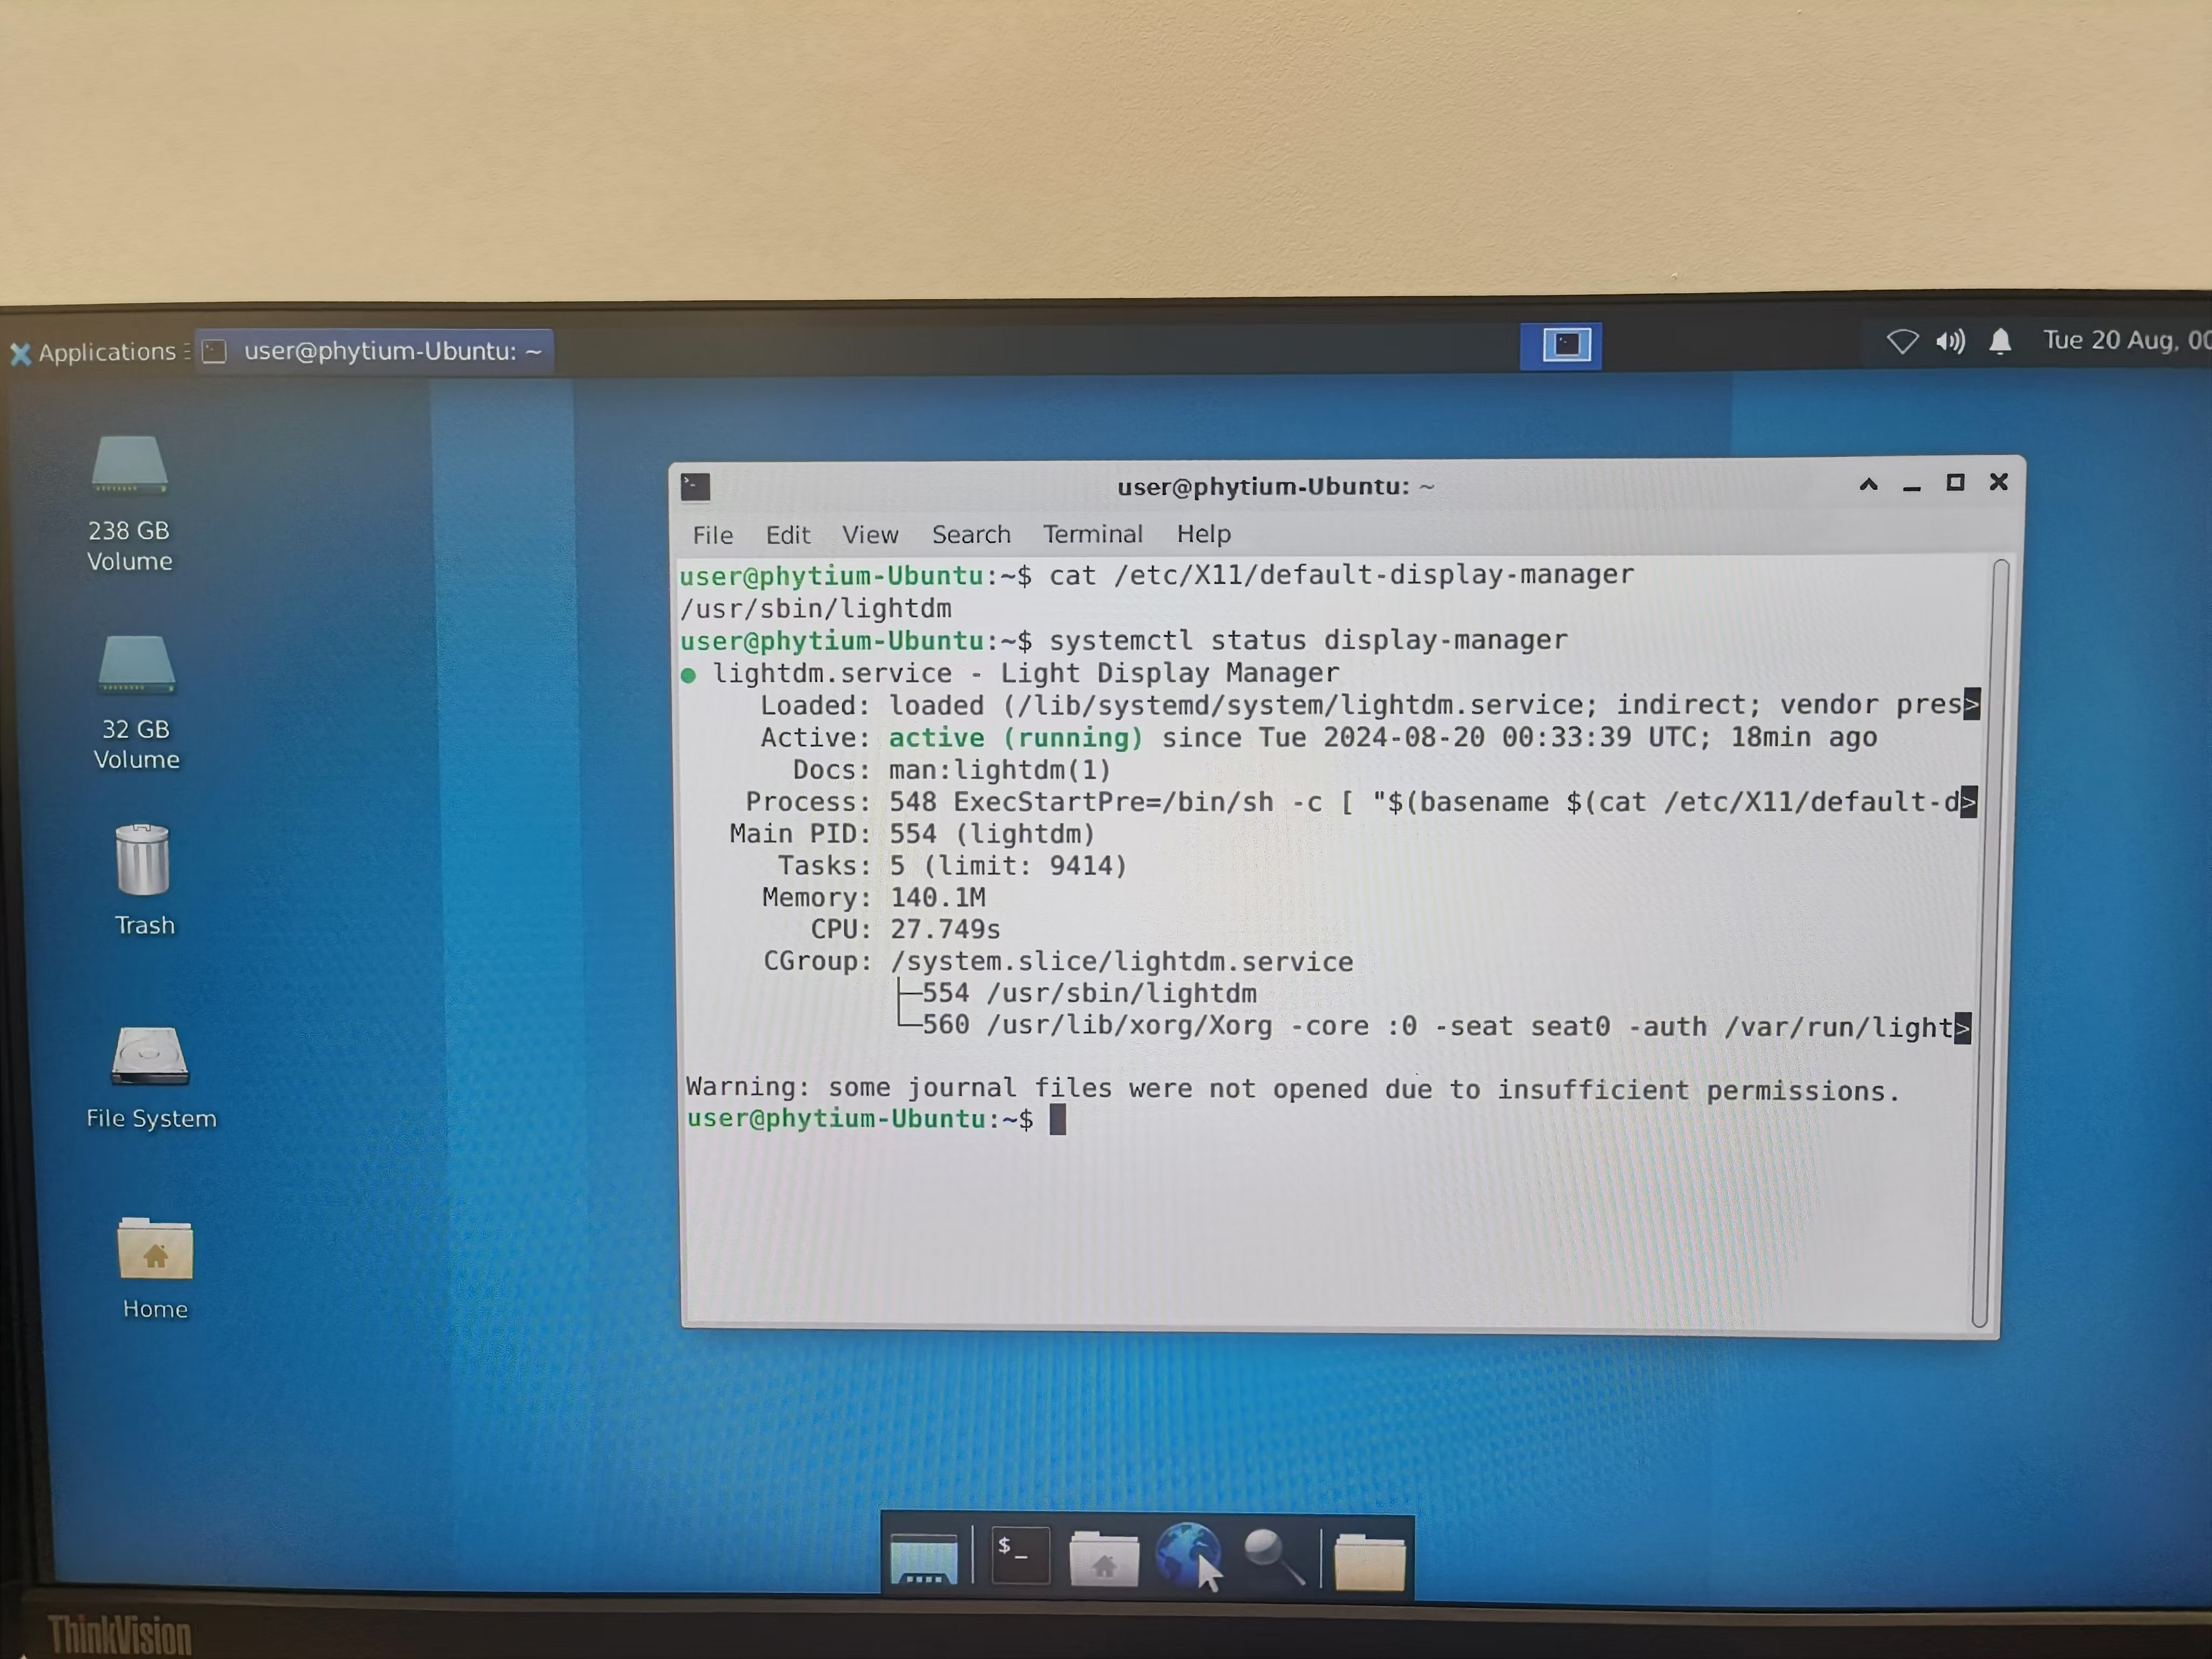 Applications
user@phytium-Ubuntu: ~
Tue 20 Aug, 00
238 GB
Volume
32 GB
Volume
Trash
File System
Home
user@phytium-Ubuntu: ~
File Edit View Search Terminal Help
user@phytium-Ubuntu:~$ cat /etc/X11/default-display-manager
/usr/sbin/lightdm
user@phytium-Ubuntu:~$ systemctl status display-manager
● lightdm.service - Light Display Manager
Loaded: loaded (/lib/systemd/system/lightdm.service; indirect; vendor pres>
Active: active (running) since Tue 2024-08-20 00:33:39 UTC; 18min ago
Docs: man:lightdm(1)
Process: 548 ExecStartPre=/bin/sh -c [ "$(basename $(cat /etc/X11/default-d>
Main PID: 554 (lightdm)
Tasks: 5 (limit: 9414)
Memory: 140.1M
CPU: 27.749s
CGroup: /system.slice/lightdm.service
├─554 /usr/sbin/lightdm
└─560 /usr/lib/xorg/Xorg -core :0 -seat seat0 -auth /var/run/light>
Warning: some journal files were not opened due to insufficient permissions.
user@phytium-Ubuntu:~$
$_
ThinkVision